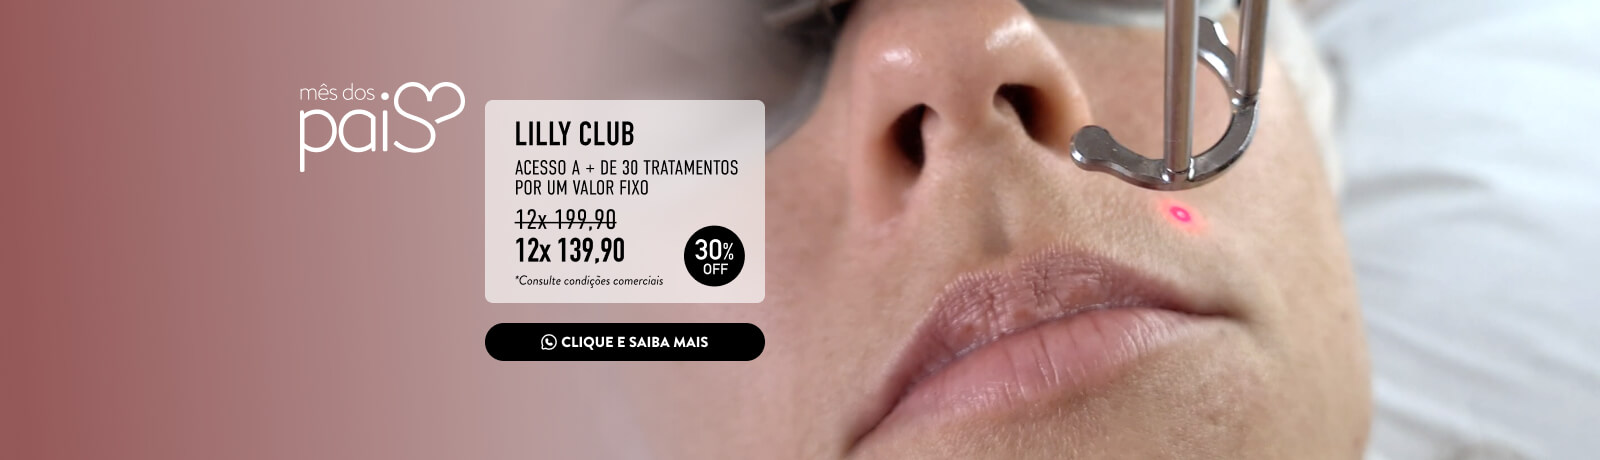 mês dos
pais
LILLY CLUB
ACESSO A + DE 30 TRATAMENTOS
POR UM VALOR FIXO
12x 199,90
12x 139,90
30%
OFF
*Consulte condições comerciais
CLIQUE E SAIBA MAIS